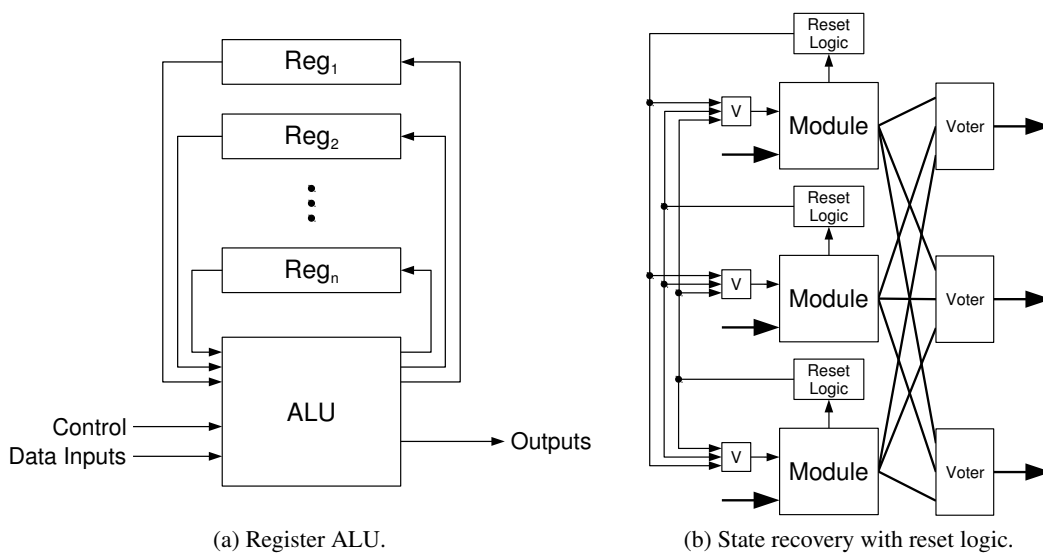 Reg₁
Reg₂
Regₙ
ALU
Control
Data Inputs
Outputs
(a) Register ALU.
Reset
Logic
V
Module
Voter
Reset
Logic
V
Module
Voter
Reset
Logic
V
Module
Voter
(b) State recovery with reset logic.